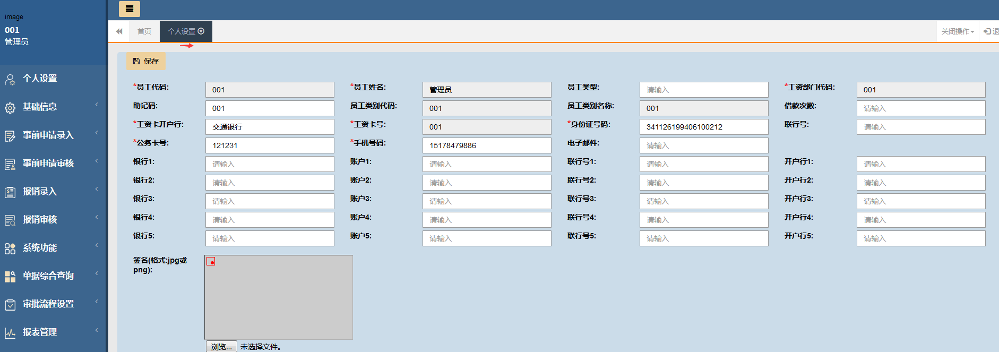 image
001
管理员
个人设置
基础信息
事前申请录入
事前申请审核
报销录入
报销审核
系统功能
单据综合查询
审批流程设置
报表管理
首页 个人设置 关闭操作 退
保存
*员工代码: 001 *员工姓名: 管理员 员工类型: 请输入 *工资部门代码: 001
助记码: 001 员工类别代码: 001 员工类别名称: 001 借款次数: 请输入
*工资卡开户行: 交通银行 *工资卡号: 001 *身份证号码: 341126199406100212 联行号: 请输入
*公务卡号: 121231 *手机号码: 15178479886 电子邮件: 请输入
银行1: 请输入 账户1: 请输入 联行号1: 请输入 开户行1: 请输入
银行2: 请输入 账户2: 请输入 联行号2: 请输入 开户行2: 请输入
银行3: 请输入 账户3: 请输入 联行号3: 请输入 开户行3: 请输入
银行4: 请输入 账户4: 请输入 联行号4: 请输入 开户行4: 请输入
银行5: 请输入 账户5: 请输入 联行号5: 请输入 开户行5: 请输入
签名(格式:jpg或
png):
浏览... 未选择文件。